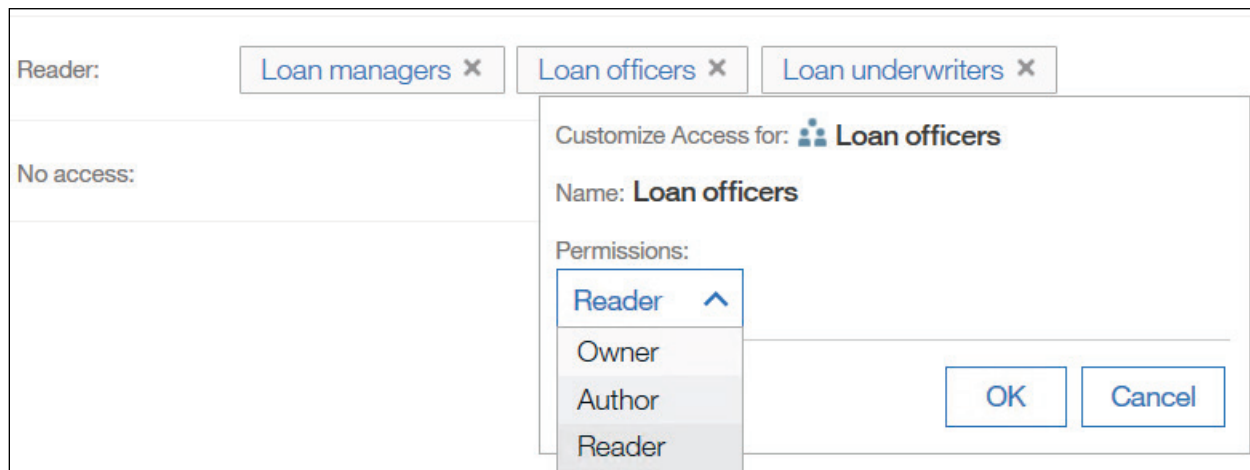 Reader: Loan managers × Loan officers × Loan underwriters ×
Customize Access for: Loan officers
No access:
Name: Loan officers
Permissions:
Reader
Owner
Author
Reader
OK Cancel